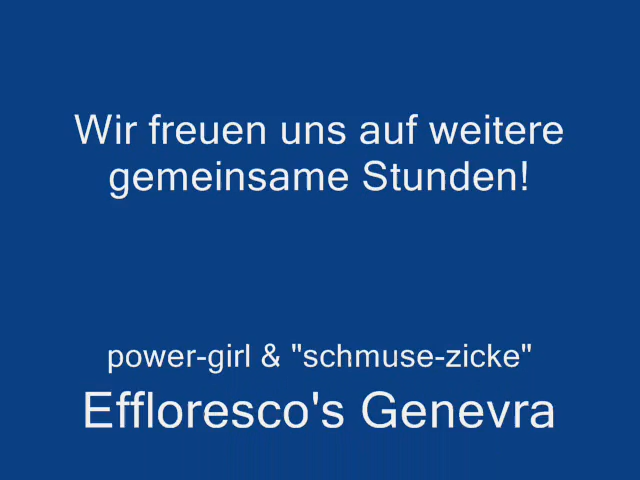 Wir freuen uns auf weitere
gemeinsame Stunden!
power-girl & "schmuse-zicke"
Effloresco's Genevra